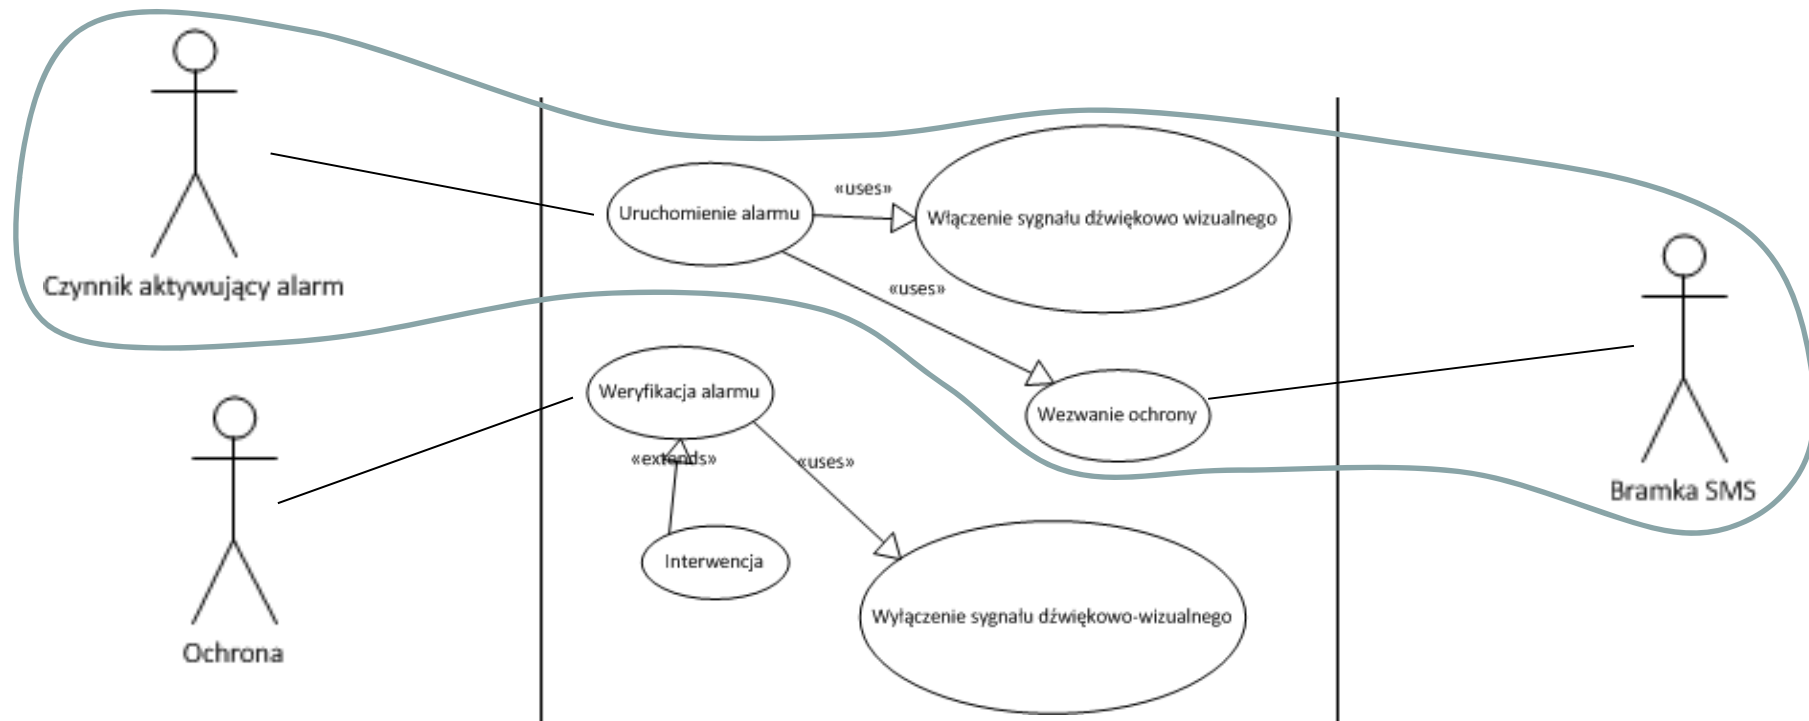 «uses»
Uruchomienie alarmu
Włączenie sygnału dźwiękowo wizualnego
Czynnik aktywujący alarm
«uses»
Weryfikacja alarmu
Wezwanie ochrony
«extends»
«uses»
Bramka SMS
Interwencja
Wyłączenie sygnału dźwiękowo-wizualnego
Ochrona